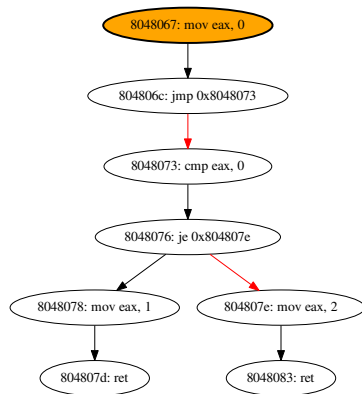 8048067: mov eax, 0
804806c: jmp 0x8048073
8048073: cmp eax, 0
8048076: je 0x804807e
8048078: mov eax, 1
804807e: mov eax, 2
804807d: ret
8048083: ret